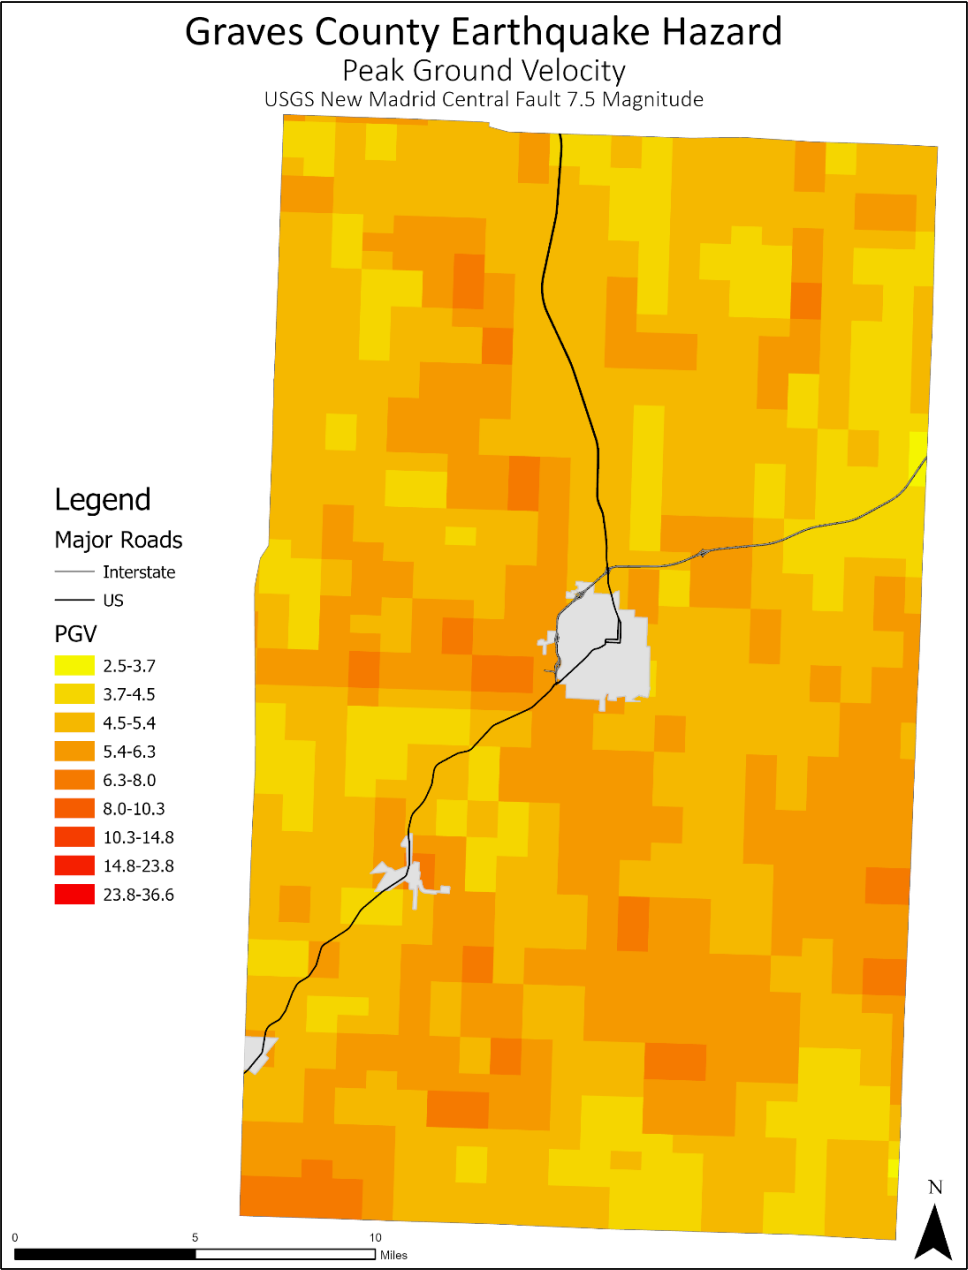 Graves County Earthquake Hazard
Peak Ground Velocity
USGS New Madrid Central Fault 7.5 Magnitude
Legend
Major Roads
Interstate
US
PGV
2.5-3.7
3.7-4.5
4.5-5.4
5.4-6.3
6.3-8.0
8.0-10.3
10.3-14.8
14.8-23.8
23.8-36.6
N
0 5 10
Miles